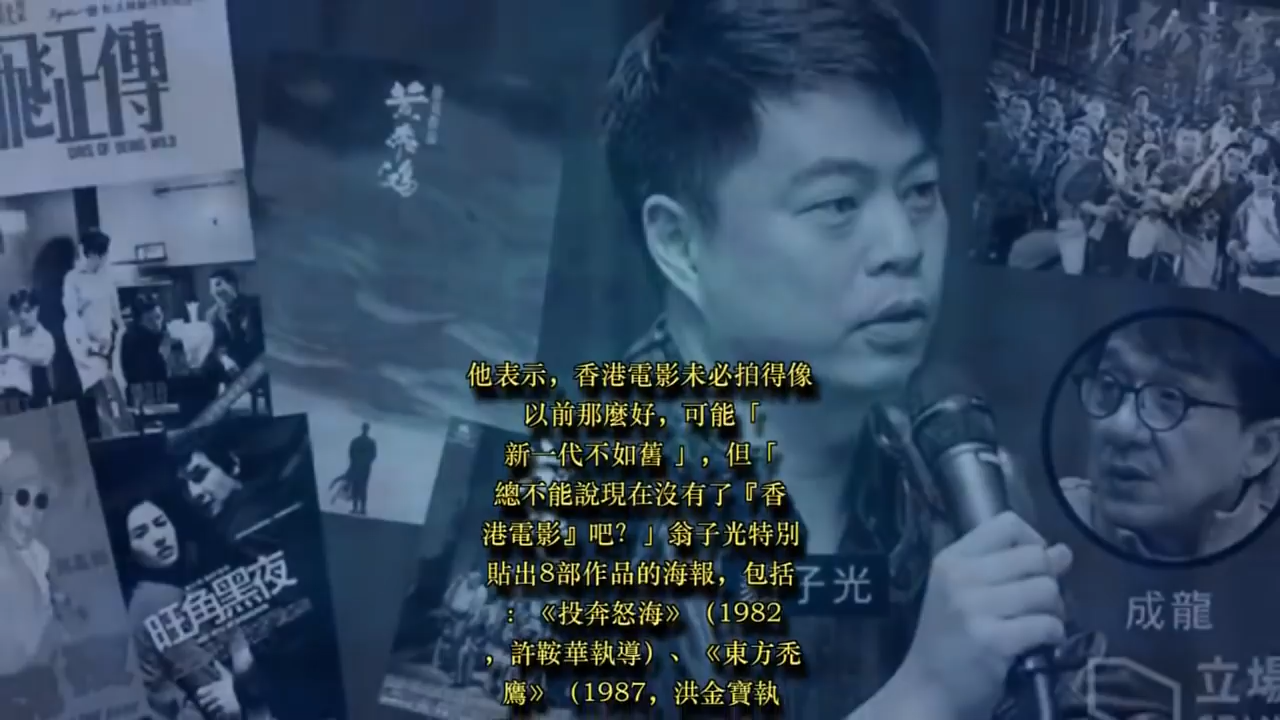 飛正傳
DAYS OF BEING WILD
黃飛鴻
他表示，香港電影未必拍得像
以前那麼好，可能「
新一代不如舊 」，但「
總不能說現在沒有了『香
港電影』吧？」翁子光特別
貼出8部作品的海報，包括
：《投奔怒海》（1982
，許鞍華執導）、《東方禿
鷹》（1987，洪金寶執
子光
旺角黑夜
成龍
立場